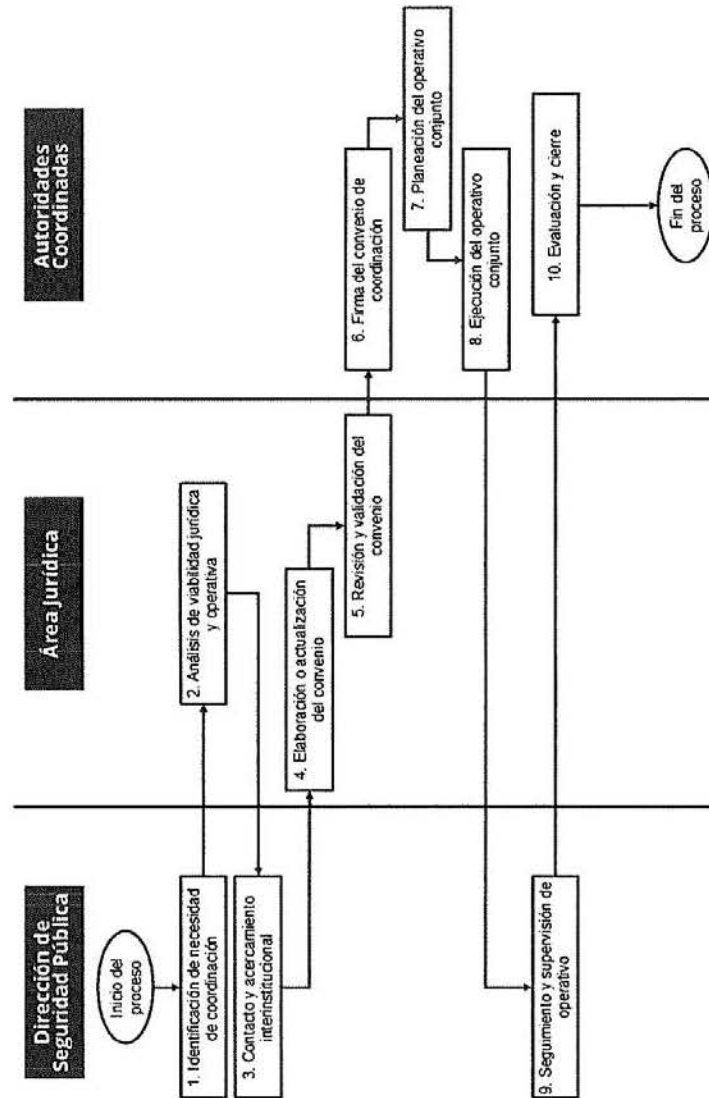 Dirección de
Seguridad Pública
Área Jurídica
Autoridades
Coordinadas
Inicio del
proceso
1. Identificación de necesidad
de coordinación
2. Análisis de viabilidad jurídica
y operativa
3. Contacto y acercamiento
interinstitucional
4. Elaboración o actualización
del convenio
5. Revisión y validación del
convenio
6. Firma del convenio de
coordinación
7. Planeación del operativo
conjunto
8. Ejecución del operativo
conjunto
9. Seguimiento y supervisión de
operativo
10. Evaluación y cierre
Fin del
proceso